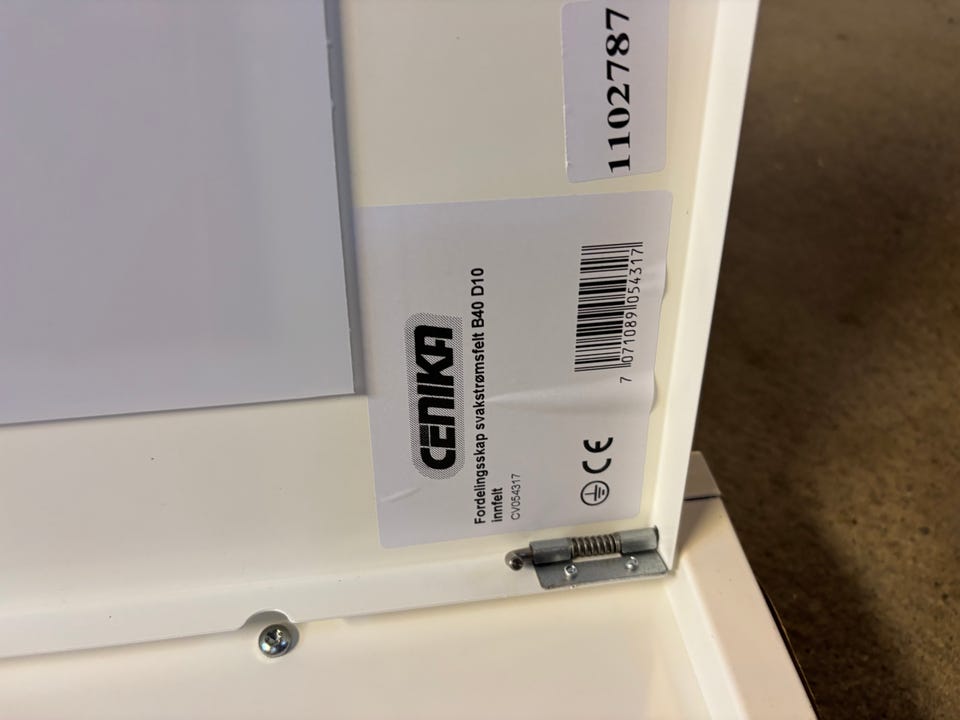 1102787
CENIKA
Fordelingsskap svakstrømsfelt B40 D10
innfelt
CV054317
7 071089 054317
CE